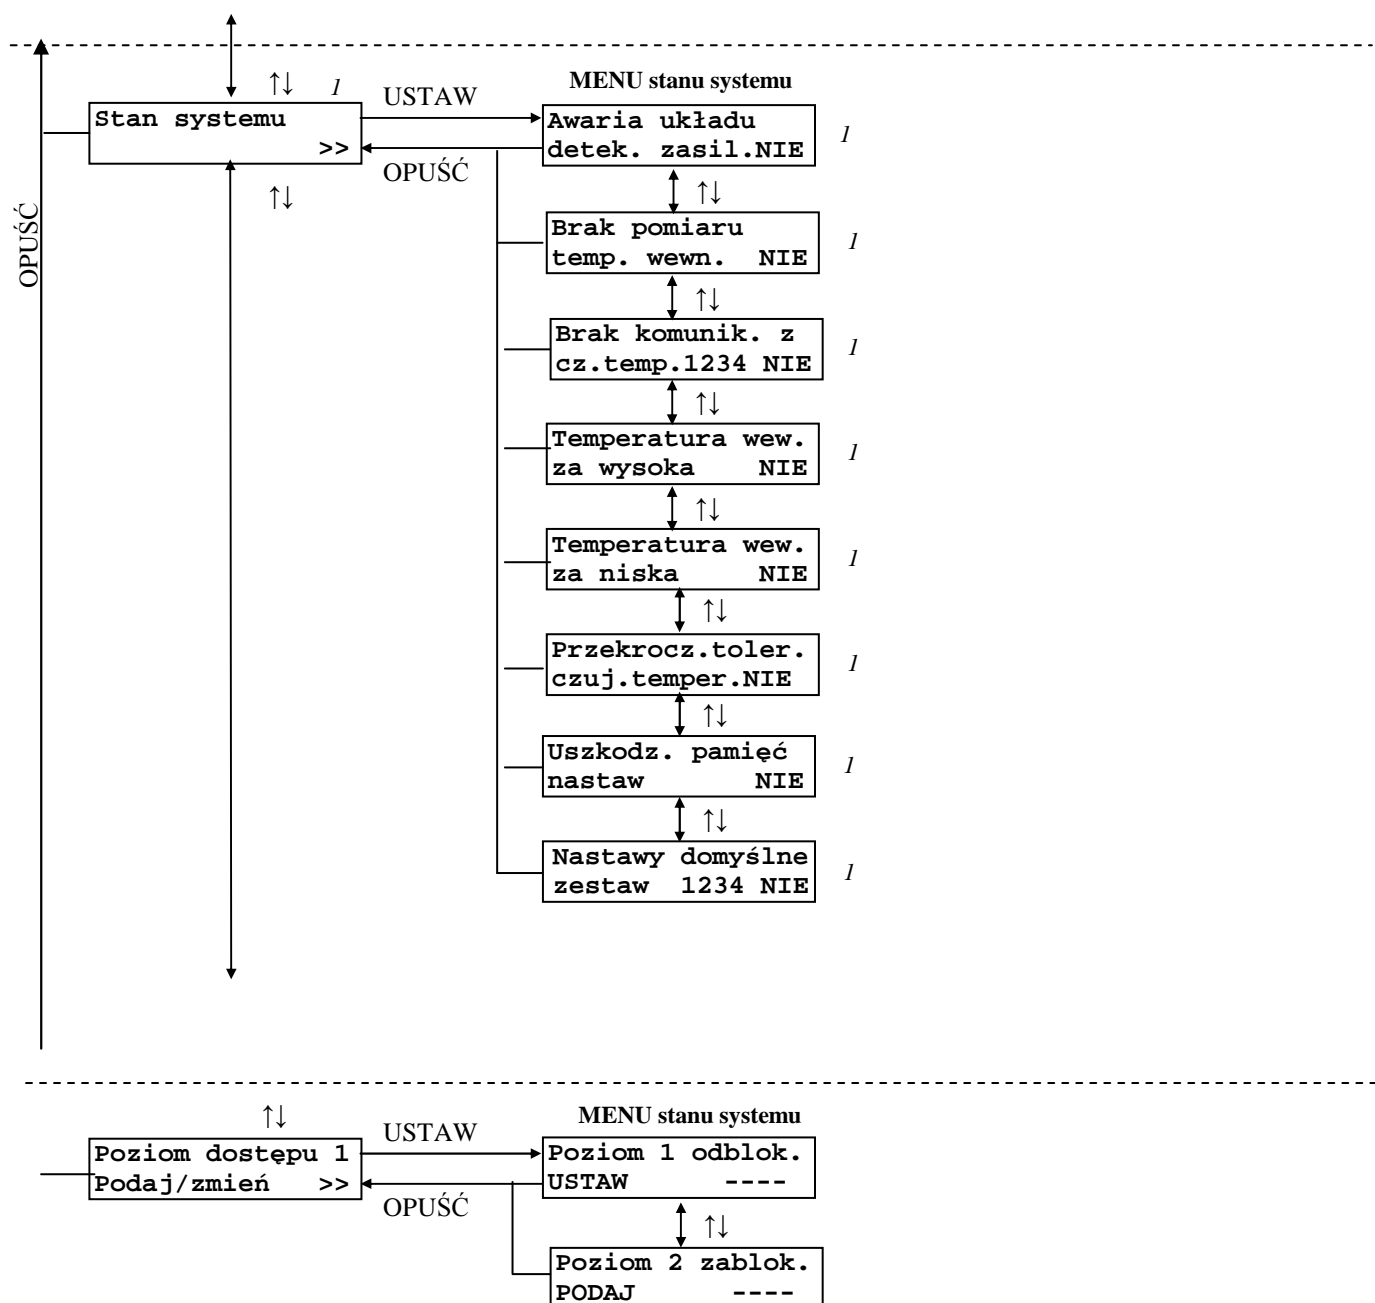 ↑↓ 1
MENU stanu systemu
USTAW
Stan systemu
>>
OPUŚĆ
↑↓
OPUŚĆ
Awaria układu
detek. zasil.NIE
1
↑↓
Brak pomiaru
temp. wewn. NIE
1
↑↓
Brak komunik. z
cz.temp.1234 NIE
1
↑↓
Temperatura wew.
za wysoka NIE
1
↑↓
Temperatura wew.
za niska NIE
1
↑↓
Przekrocz.toler.
czuj.temper.NIE
1
↑↓
Uszkodz. pamięć
nastaw NIE
1
↑↓
Nastawy domyślne
zestaw 1234 NIE
1
↑↓
MENU stanu systemu
USTAW
Poziom dostępu 1
Podaj/zmień >>
OPUŚĆ
Poziom 1 odblok.
USTAW ----
↑↓
Poziom 2 zablok.
PODAJ ----